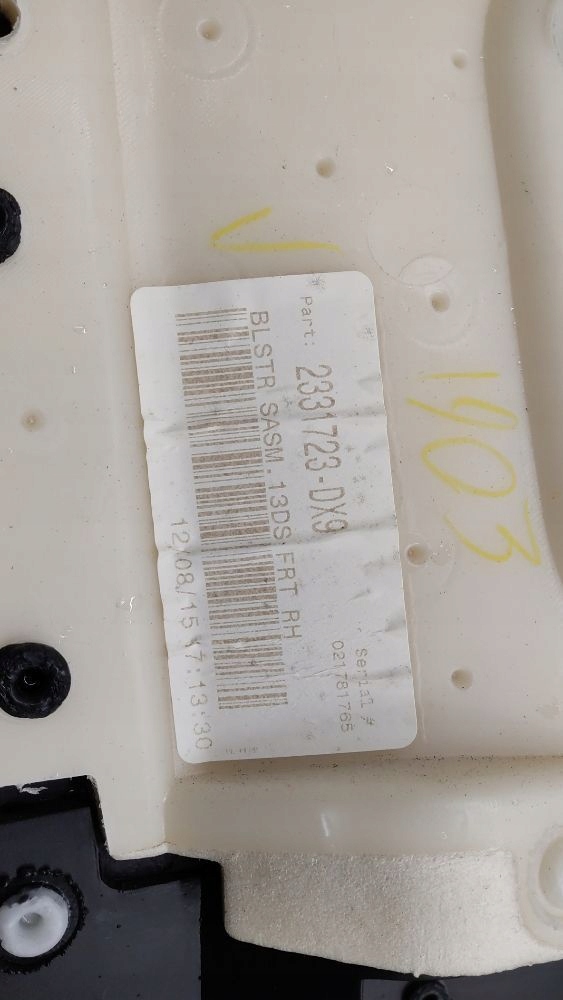 Part: 2331723-DX9
BLSTR SASM.13DS FRT RH
12/08/15 17:13:30
Serial #
021781765
1903